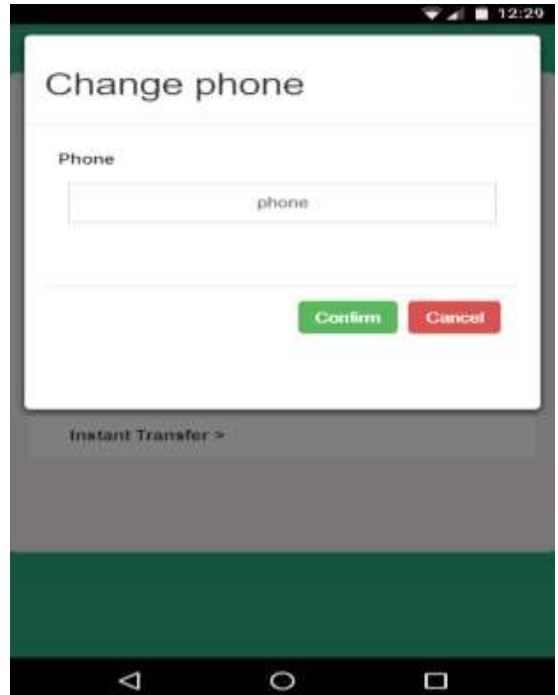 12:29
Change phone
Phone
phone
Confirm Cancel
Instant Transfer >